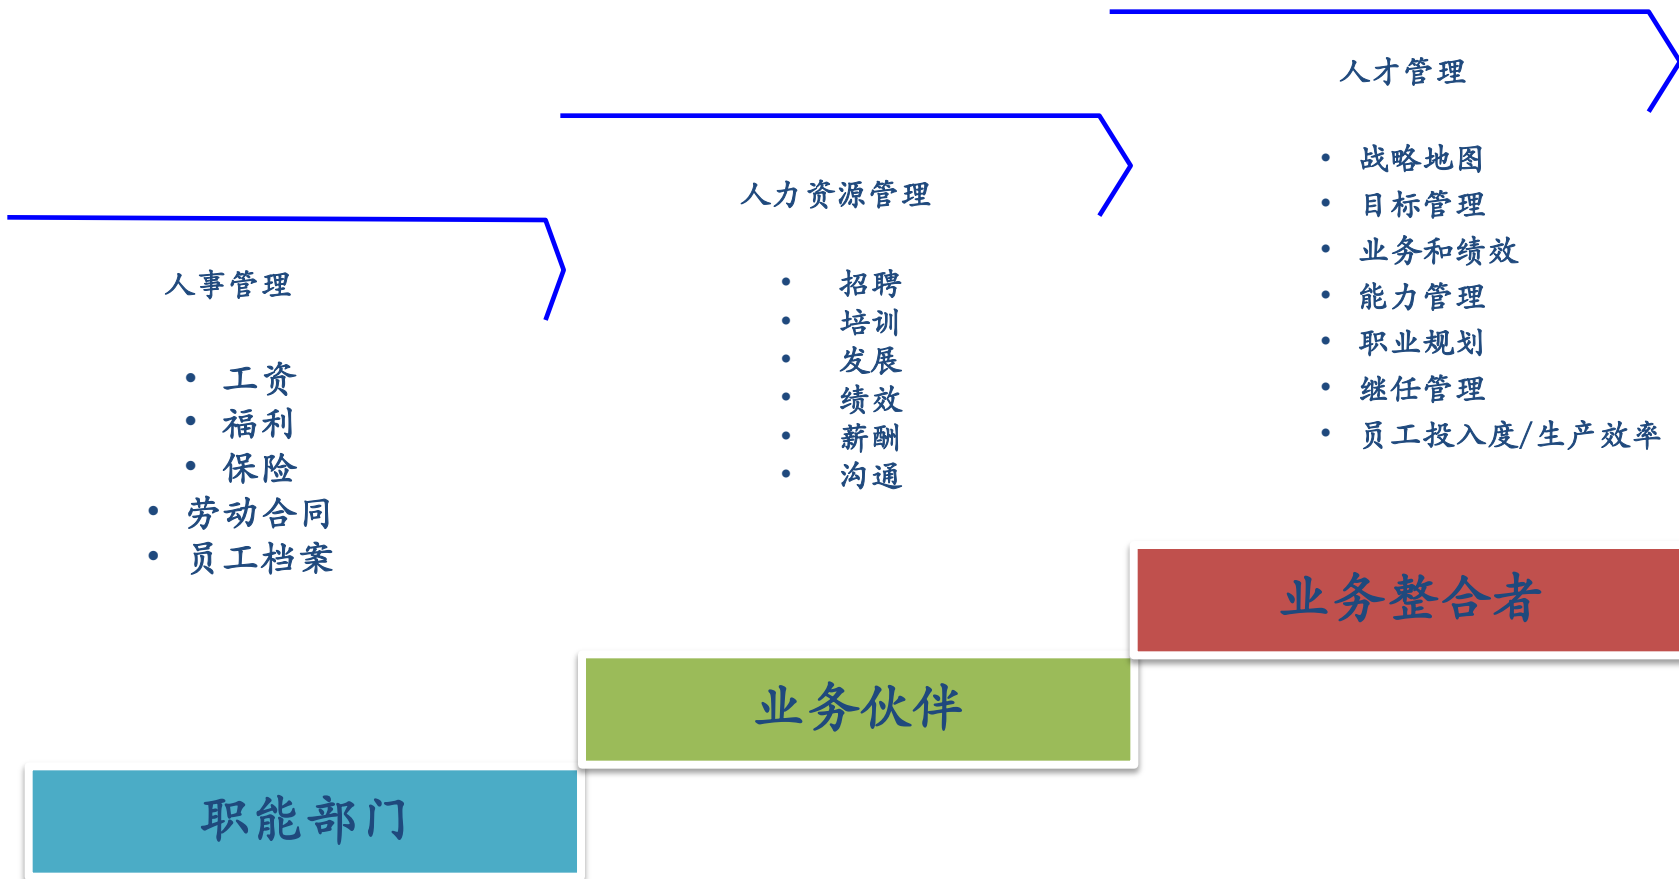 人事管理
• 工资
• 福利
• 保险
• 劳动合同
• 员工档案
职能部门
人力资源管理
• 招聘
• 培训
• 发展
• 绩效
• 薪酬
• 沟通
业务伙伴
人才管理
• 战略地图
• 目标管理
• 业务和绩效
• 能力管理
• 职业规划
• 继任管理
• 员工投入度/生产效率
业务整合者